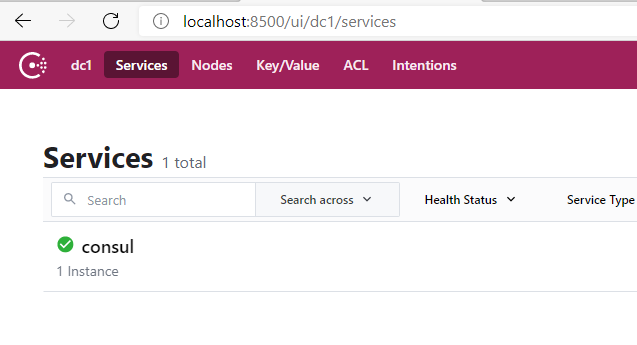 localhost:8500/ui/dc1/services
dc1 Services Nodes Key/Value ACL Intentions
Services 1 total
Search Search across Health Status Service Type
consul
1 Instance